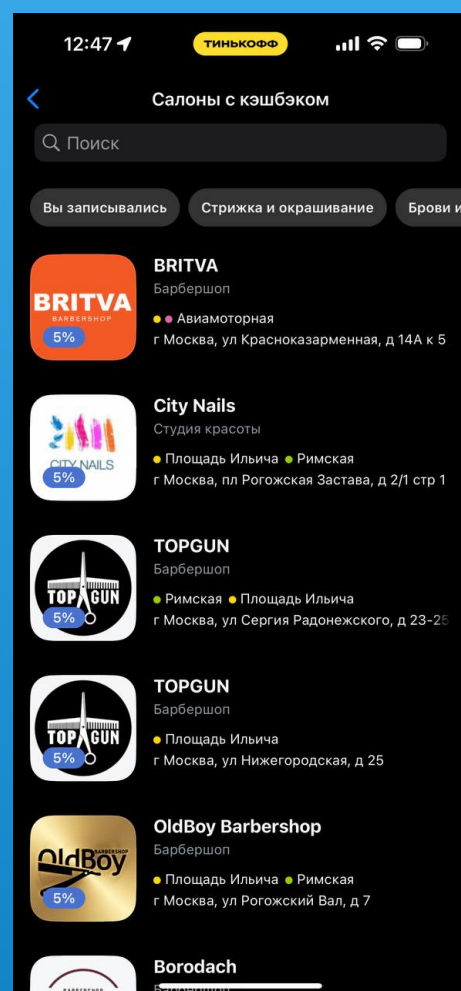 12:47
ТИНЬКОФФ
Салоны с кэшбэком
Поиск
Вы записывались
Стрижка и окрашивание
Брови и
BRITVA
BARBERSHOP
5%
BRITVA
Барбершоп
Авиамоторная
г Москва, ул Красноказарменная, д 14А к 5
CITY NAILS
5%
City Nails
Студия красоты
Площадь Ильича Римская
г Москва, пл Рогожская Застава, д 2/1 стр 1
TOPGUN
5%
TOPGUN
Барбершоп
Римская Площадь Ильича
г Москва, ул Сергия Радонежского, д 23-25
TOPGUN
5%
TOPGUN
Барбершоп
Площадь Ильича
г Москва, ул Нижегородская, д 25
BARBERSHOP
OldBoy
5%
OldBoy Barbershop
Барбершоп
Площадь Ильича Римская
г Москва, ул Рогожский Вал, д 7
Borodach